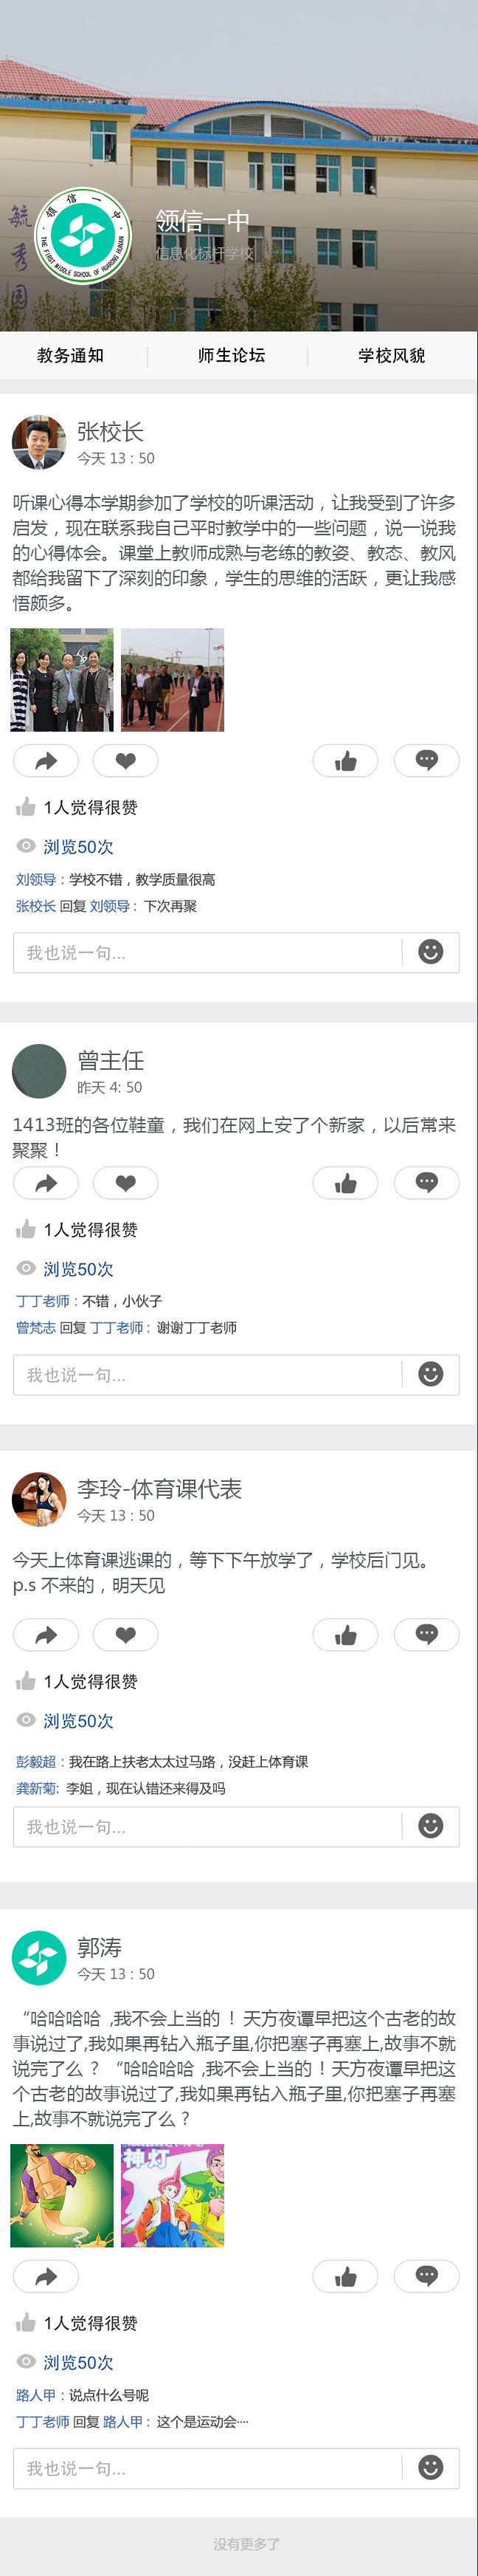 毓秀园
领信一中
THE FIRST MIDDLE SCHOOL OF HUARONG HUNAN
领信一中
信息化标杆学校
教务通知
师生论坛
学校风貌
张校长
今天 13 : 50
听课心得本学期参加了学校的听课活动，让我受到了许多
启发，现在联系我自己平时教学中的一些问题，说一说我
的心得体会。课堂上教师成熟与老练的教姿、教态、教风
都给我留下了深刻的印象，学生的思维的活跃，更让我感
悟颇多。
1人觉得很赞
浏览50次
刘领导：学校不错，教学质量很高
张校长 回复 刘领导： 下次再聚
我也说一句...
曾主任
昨天 4: 50
1413班的各位鞋童，我们在网上安了个新家，以后常来
聚聚！
1人觉得很赞
浏览50次
丁丁老师：不错，小伙子
曾梵志 回复 丁丁老师： 谢谢丁丁老师
我也说一句...
李玲-体育课代表
今天 13 : 50
今天上体育课逃课的，等下下午放学了，学校后门见。
p.s 不来的，明天见
1人觉得很赞
浏览50次
彭毅超：我在路上扶老太太过马路，没赶上体育课
龚新菊: 李姐，现在认错还来得及吗
我也说一句...
郭涛
今天 13 : 50
“哈哈哈哈 ,我不会上当的！天方夜谭早把这个古老的故
事说过了,我如果再钻入瓶子里,你把塞子再塞上,故事不就
说完了么？“哈哈哈哈 ,我不会上当的！天方夜谭早把这
个古老的故事说过了,我如果再钻入瓶子里,你把塞子再塞
上,故事不就说完了么？
神灯
1人觉得很赞
浏览50次
路人甲：说点什么号呢
丁丁老师 回复 路人甲： 这个是运动会····
我也说一句...
没有更多了